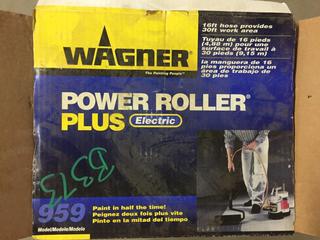 WAGNER®
The Painting People™
16ft hose provides
30ft work area
Tuyau de 16 pieds
(4,88 m) pour une
surface de travail à
30 pieds (9,15 m)
la manguera de 16
pies proporciona un
área de trabajo de
30 pies
POWER ROLLER®
PLUS Electric
B373
959
Model/Modele/Modelo
Paint in half the time!
Peignez deux fois plus vite
Pinte en la mitad del tiempo